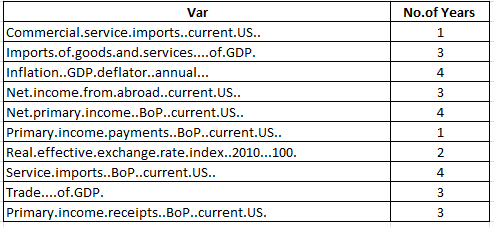 Var No.of Years
Commercial.service.imports..current.US.. 1
Imports.of.goods.and.services....of.GDP. 3
Inflation..GDP.deflator..annual... 4
Net.income.from.abroad..current.US.. 3
Net.primary.income..BoP..current.US.. 4
Primary.income.payments..BoP..current.US.. 1
Real.effective.exchange.rate.index..2010...100. 2
Service.imports..BoP..current.US.. 4
Trade....of.GDP. 3
Primary.income.receipts..BoP..current.US. 3